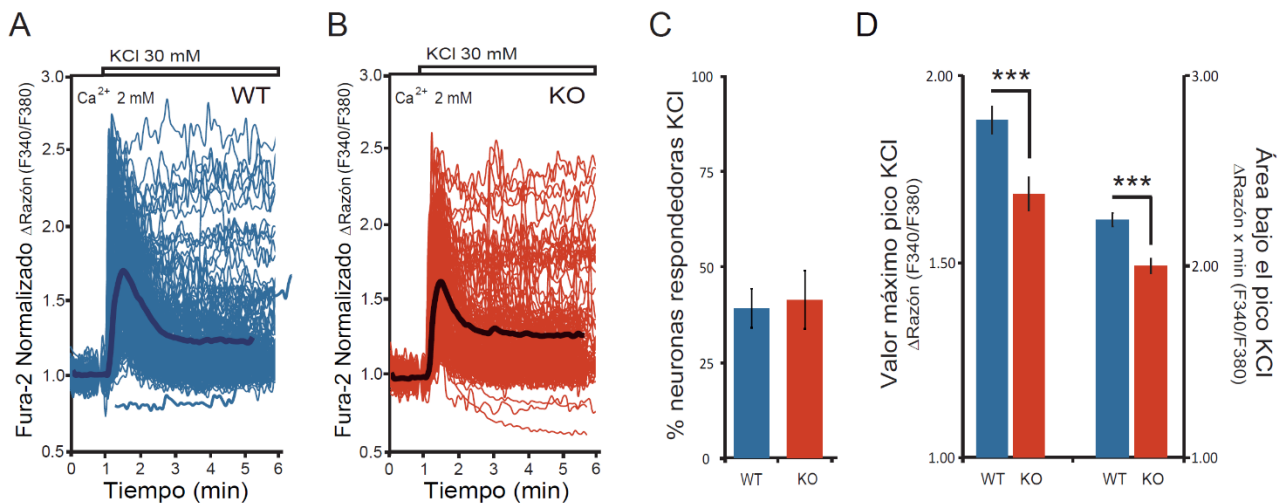 A
KCl 30 mM
Ca²⁺ 2 mM
WT
Fura-2 Normalizado ΔRazón (F340/F380)
3.0
2.5
2.0
1.5
1.0
0.5
0 1 2 3 4 5 6
Tiempo (min)
B
KCl 30 mM
Ca²⁺ 2 mM
KO
Fura-2 Normalizado ΔRazón (F340/F380)
3.0
2.5
2.0
1.5
1.0
0.5
0 1 2 3 4 5 6
Tiempo (min)
C
% neuronas respondedoras KCl
100
75
50
25
0
WT KO
D
Valor máximo pico KCl
ΔRazón (F340/F380)
2.00
1.50
1.00
***
***
WT KO WT KO
3.00
2.00
1.00
Área bajo el pico KCl
ΔRazón x min (F340/F380)